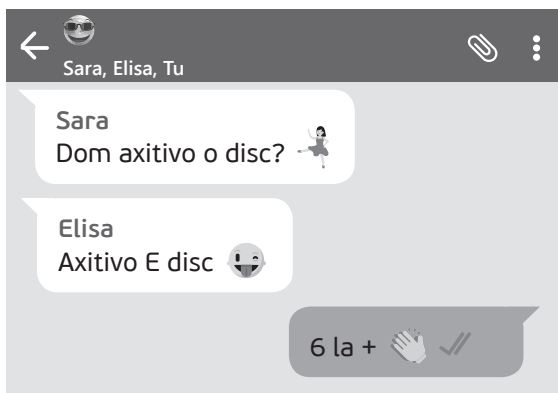 Sara, Elisa, Tu
Sara
Dom axitivo o disc?
Elisa
Axitivo E disc
6 la +